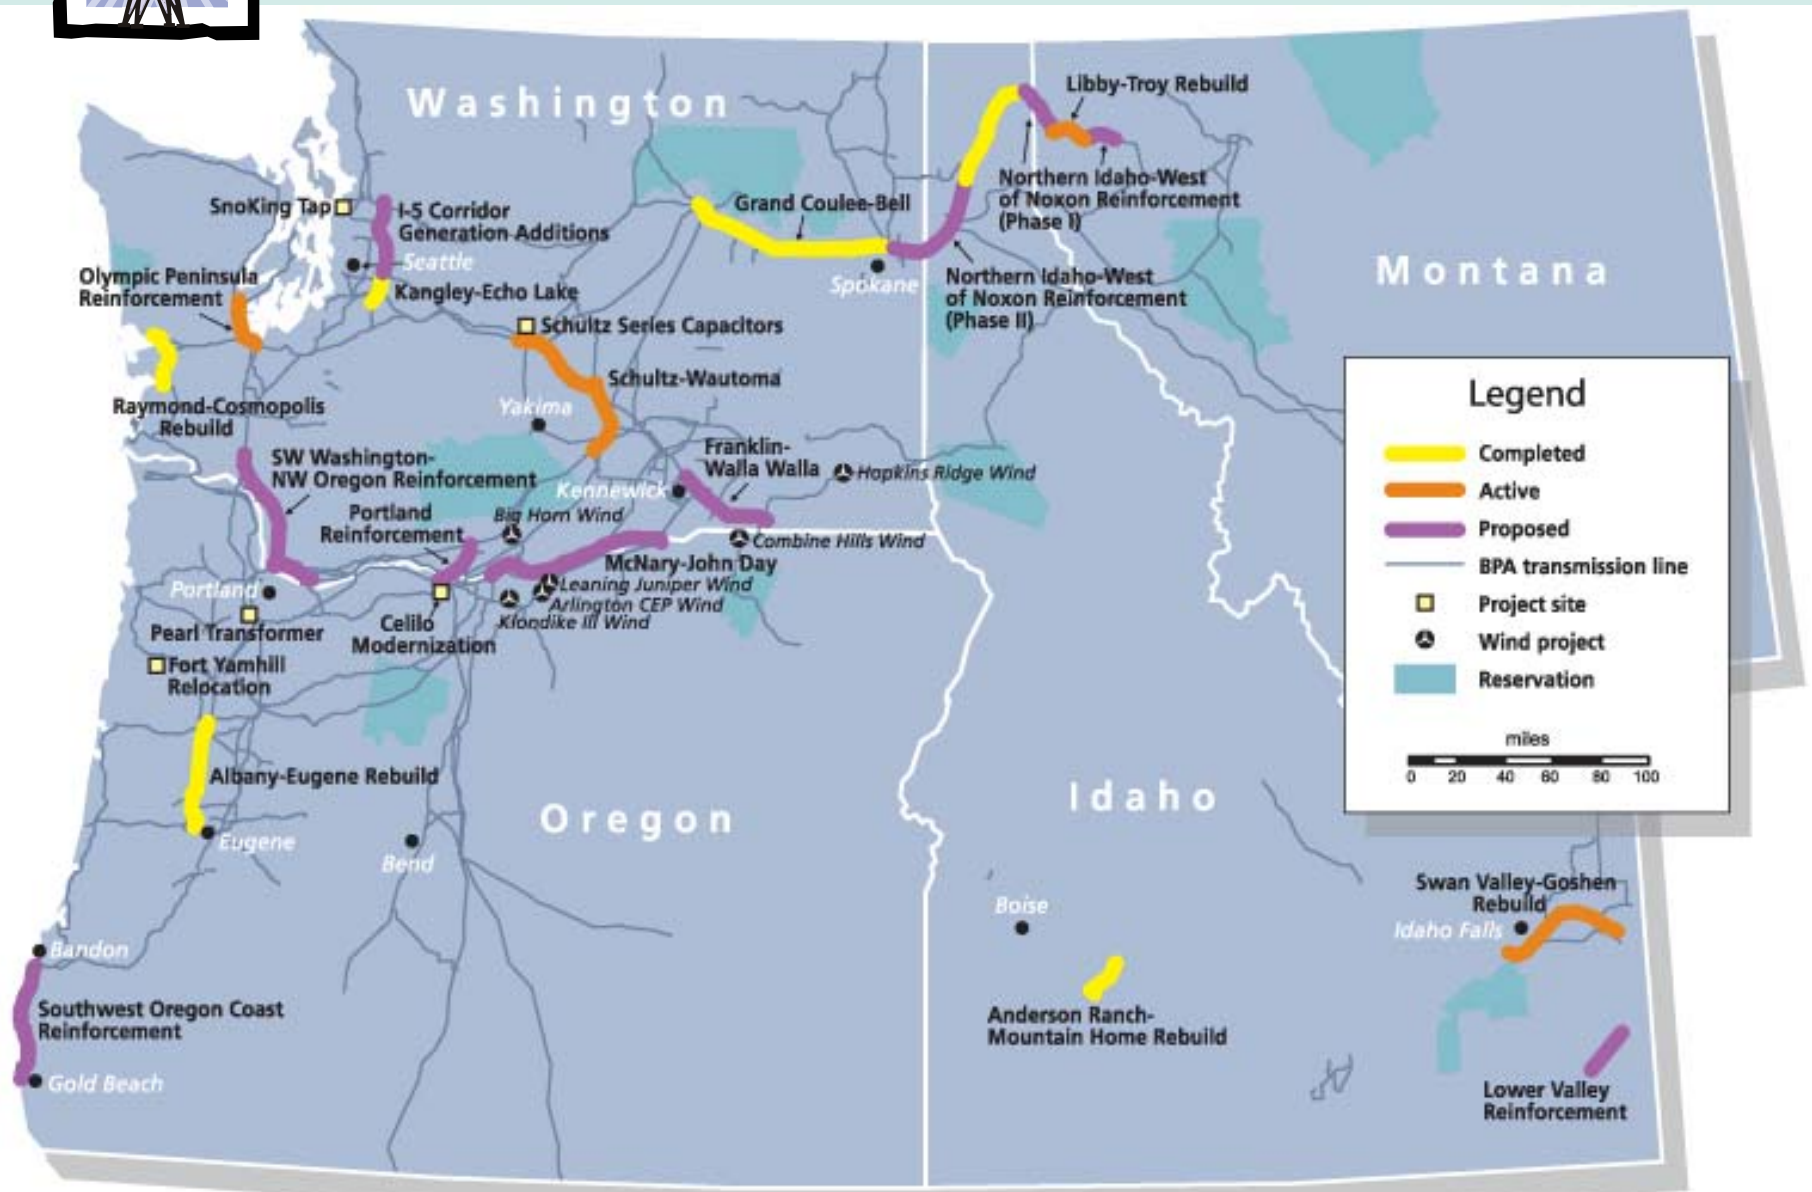 Washington
Libby-Troy Rebuild
SnoKing Tap
I-5 Corridor
Generation Additions
Seattle
Grand Coulee-Bell
Northern Idaho-West
of Noxon Reinforcement
(Phase I)
Olympic Peninsula
Reinforcement
Kangley-Echo Lake
Spokane
Northern Idaho-West
of Noxon Reinforcement
(Phase II)
Montana
Schultz Series Capacitors
Schultz-Wautoma
Yakima
Raymond-Cosmopolis
Rebuild
SW Washington-
NW Oregon Reinforcement
Franklin-
Walla Walla
Hopkins Ridge Wind
Kennewick
Portland
Reinforcement
Big Horn Wind
Combine Hills Wind
McNary-John Day
Leaning Juniper Wind
Arlington CEP Wind
Klondike III Wind
Portland
Pearl Transformer
Celilo
Modernization
Fort Yamhill
Relocation
Albany-Eugene Rebuild
Eugene
Bend
Oregon
Idaho
Legend
Completed
Active
Proposed
BPA transmission line
Project site
Wind project
Reservation
miles
0 20 40 60 80 100
Boise
Swan Valley-Goshen
Rebuild
Idaho Falls
Bandon
Southwest Oregon Coast
Reinforcement
Gold Beach
Anderson Ranch-
Mountain Home Rebuild
Lower Valley
Reinforcement